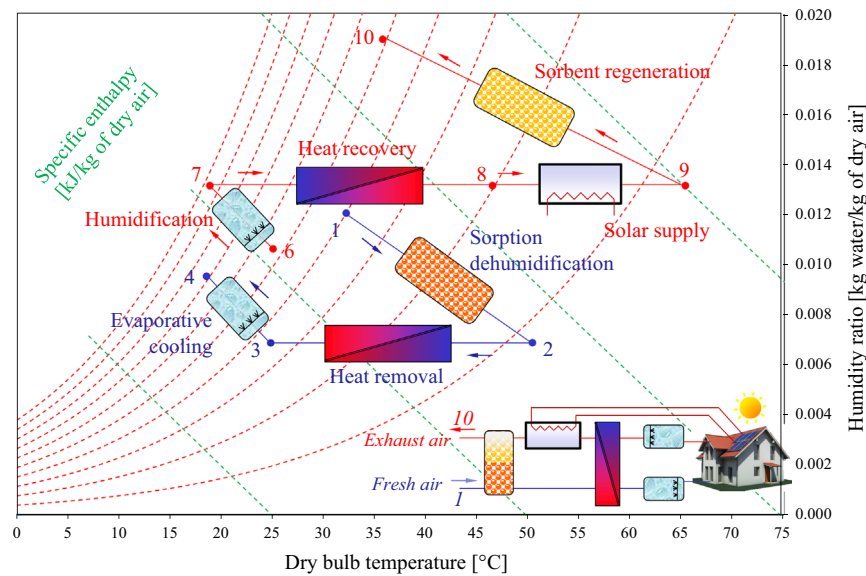 0.020
10
Sorbent regeneration
0.018
Specific enthalpy
[kJ/kg of dry air]
0.016
Heat recovery
7
8
9
0.014
Humidification
1
Solar supply
0.012
6
Sorption
dehumidification
4
0.010
Evaporative
cooling
3
2
0.008
Heat removal
0.006
10
Exhaust air
0.004
Fresh air
1
0.002
0.000
0 5 10 15 20 25 30 35 40 45 50 55 60 65 70 75
Dry bulb temperature [°C]
Humidity ratio [kg water/kg of dry air]